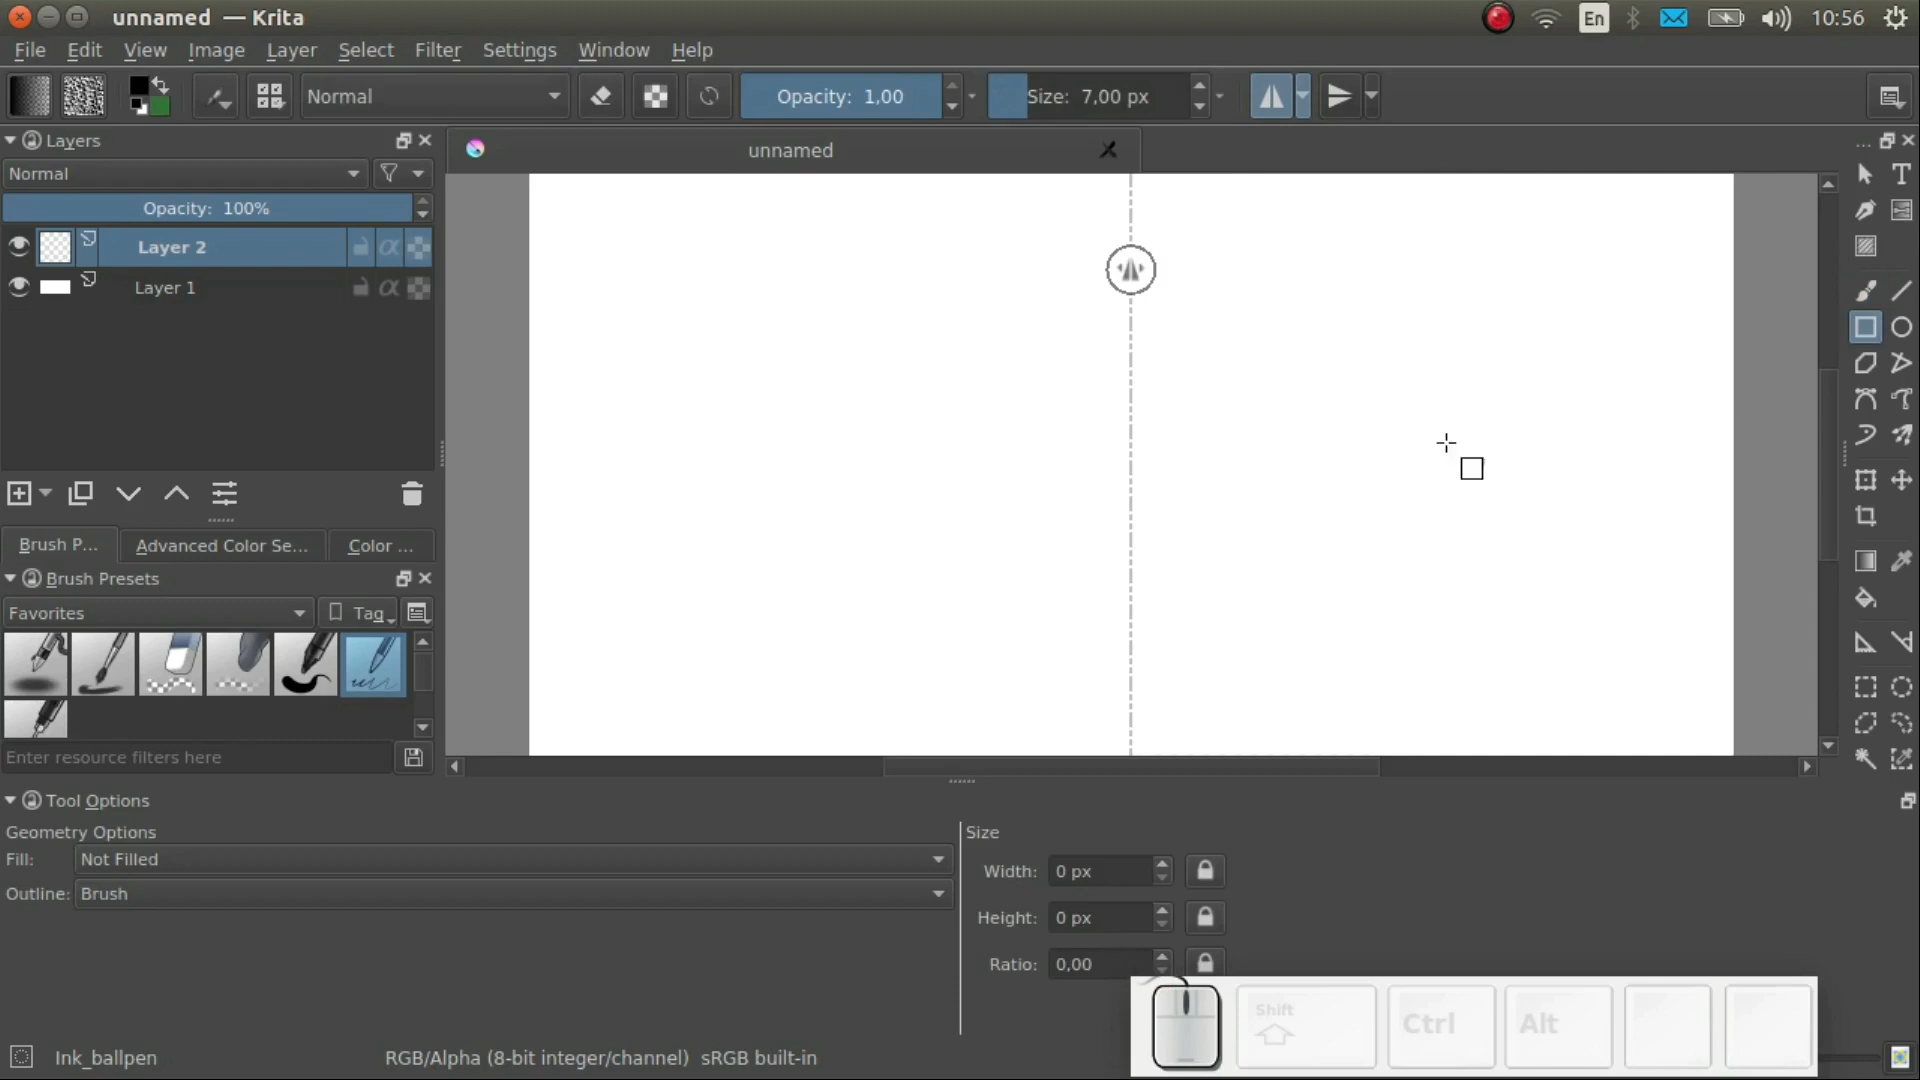 unnamed — Krita
En
10:56
File Edit View Image Layer Select Filter Settings Window Help
Normal
Opacity: 1,00
Size: 7,00 px
Layers
unnamed
Normal
Opacity: 100%
Layer 2
α
Layer 1
α
Brush P...
Advanced Color Se...
Color ...
Brush Presets
Favorites
Tag
Enter resource filters here
Tool Options
Geometry Options
Fill: Not Filled
Outline: Brush
Size
Width: 0 px
Height: 0 px
Ratio: 0,00
Shift
Ctrl
Alt
Ink_ballpen
RGB/Alpha (8-bit integer/channel) sRGB built-in